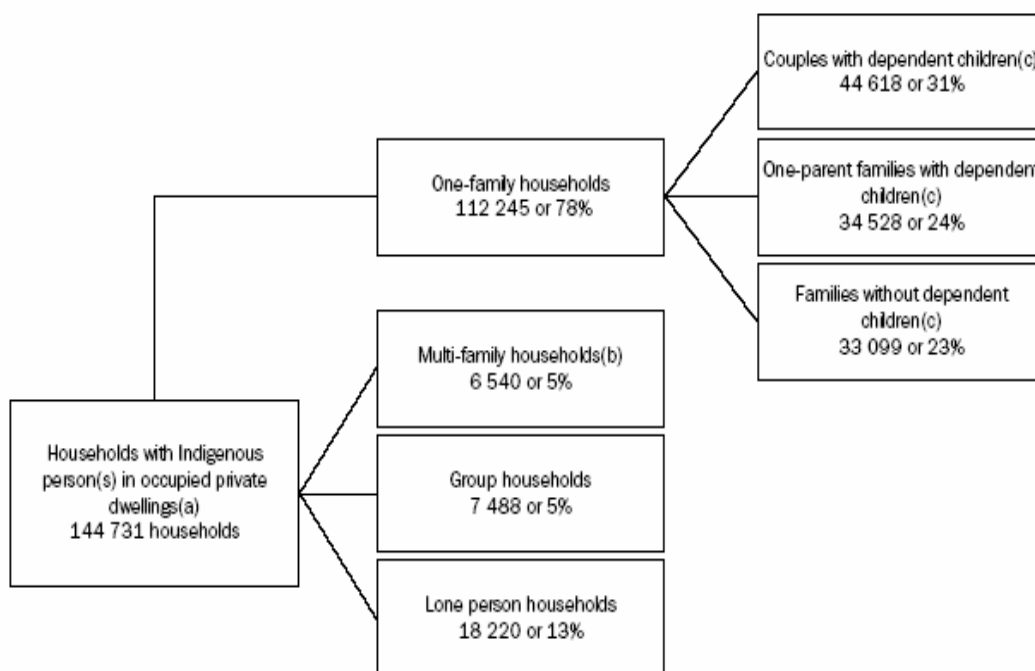 Couples with dependent children(c)
44 618 or 31%
One-family households
112 245 or 78%
One-parent families with dependent
children(c)
34 528 or 24%
Families without dependent
children(c)
33 099 or 23%
Multi-family households(b)
6 540 or 5%
Households with Indigenous
person(s) in occupied private
dwellings(a)
144 731 households
Group households
7 488 or 5%
Lone person households
18 220 or 13%